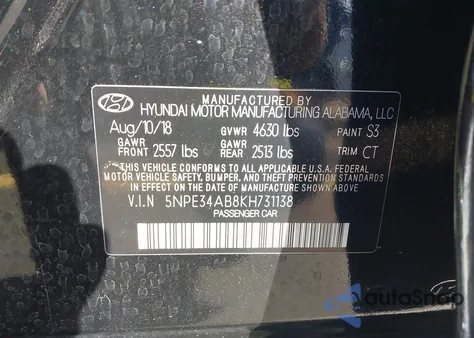 MANUFACTURED BY
HYUNDAI MOTOR MANUFACTURING ALABAMA, LLC
Aug/10/18 GVWR 4630 lbs PAINT S3
GAWR FRONT 2557 lbs GAWR REAR 2513 lbs TRIM CT
THIS VEHICLE CONFORMS TO ALL APPLICABLE U.S.A FEDERAL
MOTOR VEHICLE SAFETY, BUMPER, AND THEFT PREVENTION STANDARDS
IN EFFECT ON THE DATE OF MANUFACTURE SHOWN ABOVE.
V.I.N 5NPE34AB8KH731138
PASSENGER CAR
autoSnap